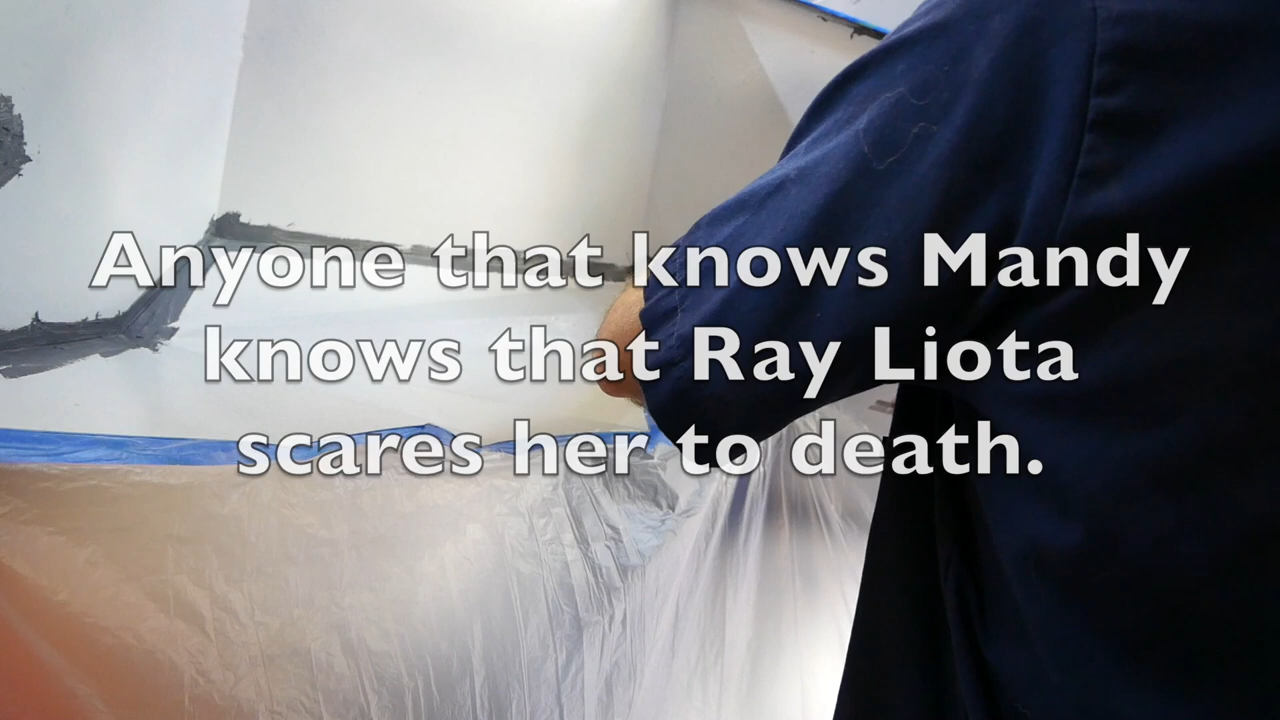 Anyone that knows Mandy
knows that Ray Liota
scares her to death.